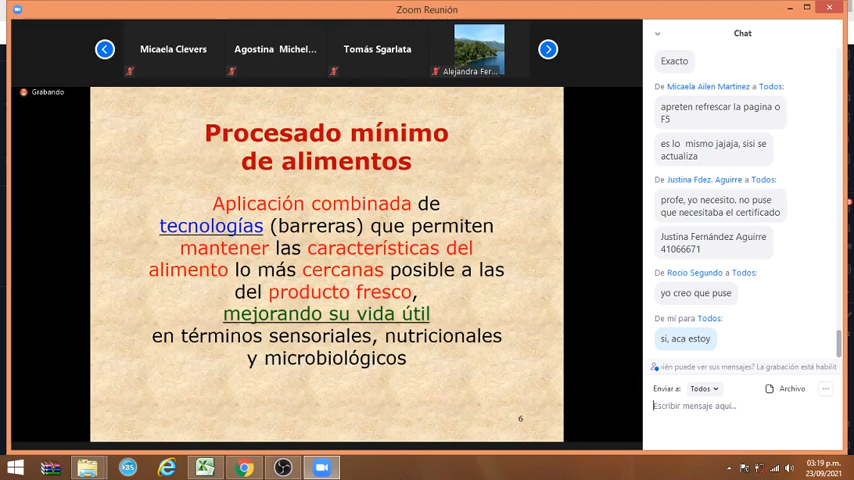 Zoom Reunión
Micaela Clevers
Agostina Michel...
Tomás Sgarlata
Alejandra Fer...
Grabando
Procesado mínimo
de alimentos
Aplicación combinada de
tecnologías (barreras) que permiten
mantener las características del
alimento lo más cercanas posible a las
del producto fresco,
mejorando su vida útil
en términos sensoriales, nutricionales
y microbiológicos
6
Chat
Exacto
De Micaela Ailen Martinez a Todos:
apreten refrescar la pagina o
F5
es lo mismo jajaja, sisi se
actualiza
De Justina Fdez. Aguirre a Todos:
profe, yo necesito. no puse
que necesitaba el certificado
Justina Fernández Aguirre
41066671
De Rocio Segundo a Todos:
yo creo que puse
De mí para Todos:
si, aca estoy
ién puede ver sus mensajes? La grabación está habilit
Enviar a: Todos
Archivo
Escribir mensaje aquí...
03:19 p.m.
23/09/2021